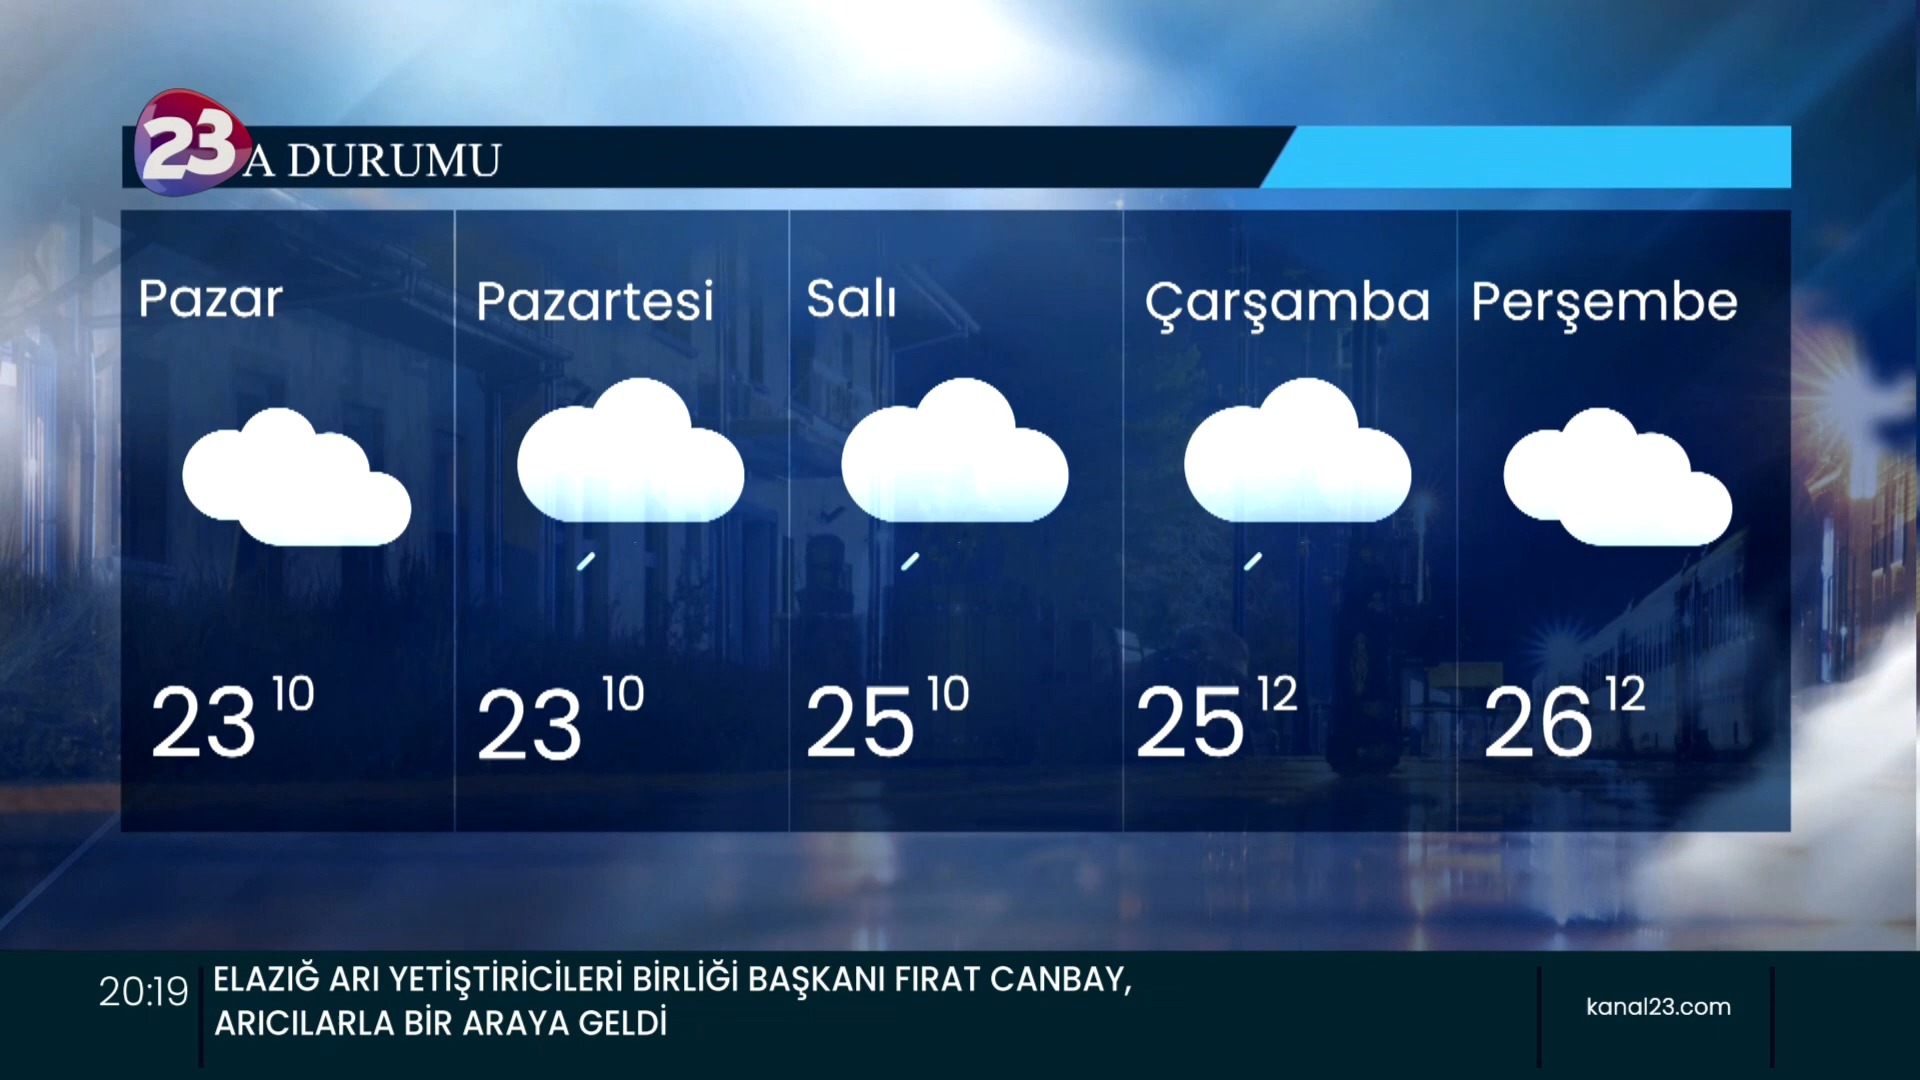 23
A DURUMU
Pazar
Pazartesi
Salı
Çarşamba
Perşembe
23 10
23 10
25 10
25 12
26 12
20:19
ELAZIĞ ARI YETİŞTİRİCİLERİ BİRLİĞİ BAŞKANI FIRAT CANBAY,
ARICILARLA BİR ARAYA GELDİ
kanal23.com